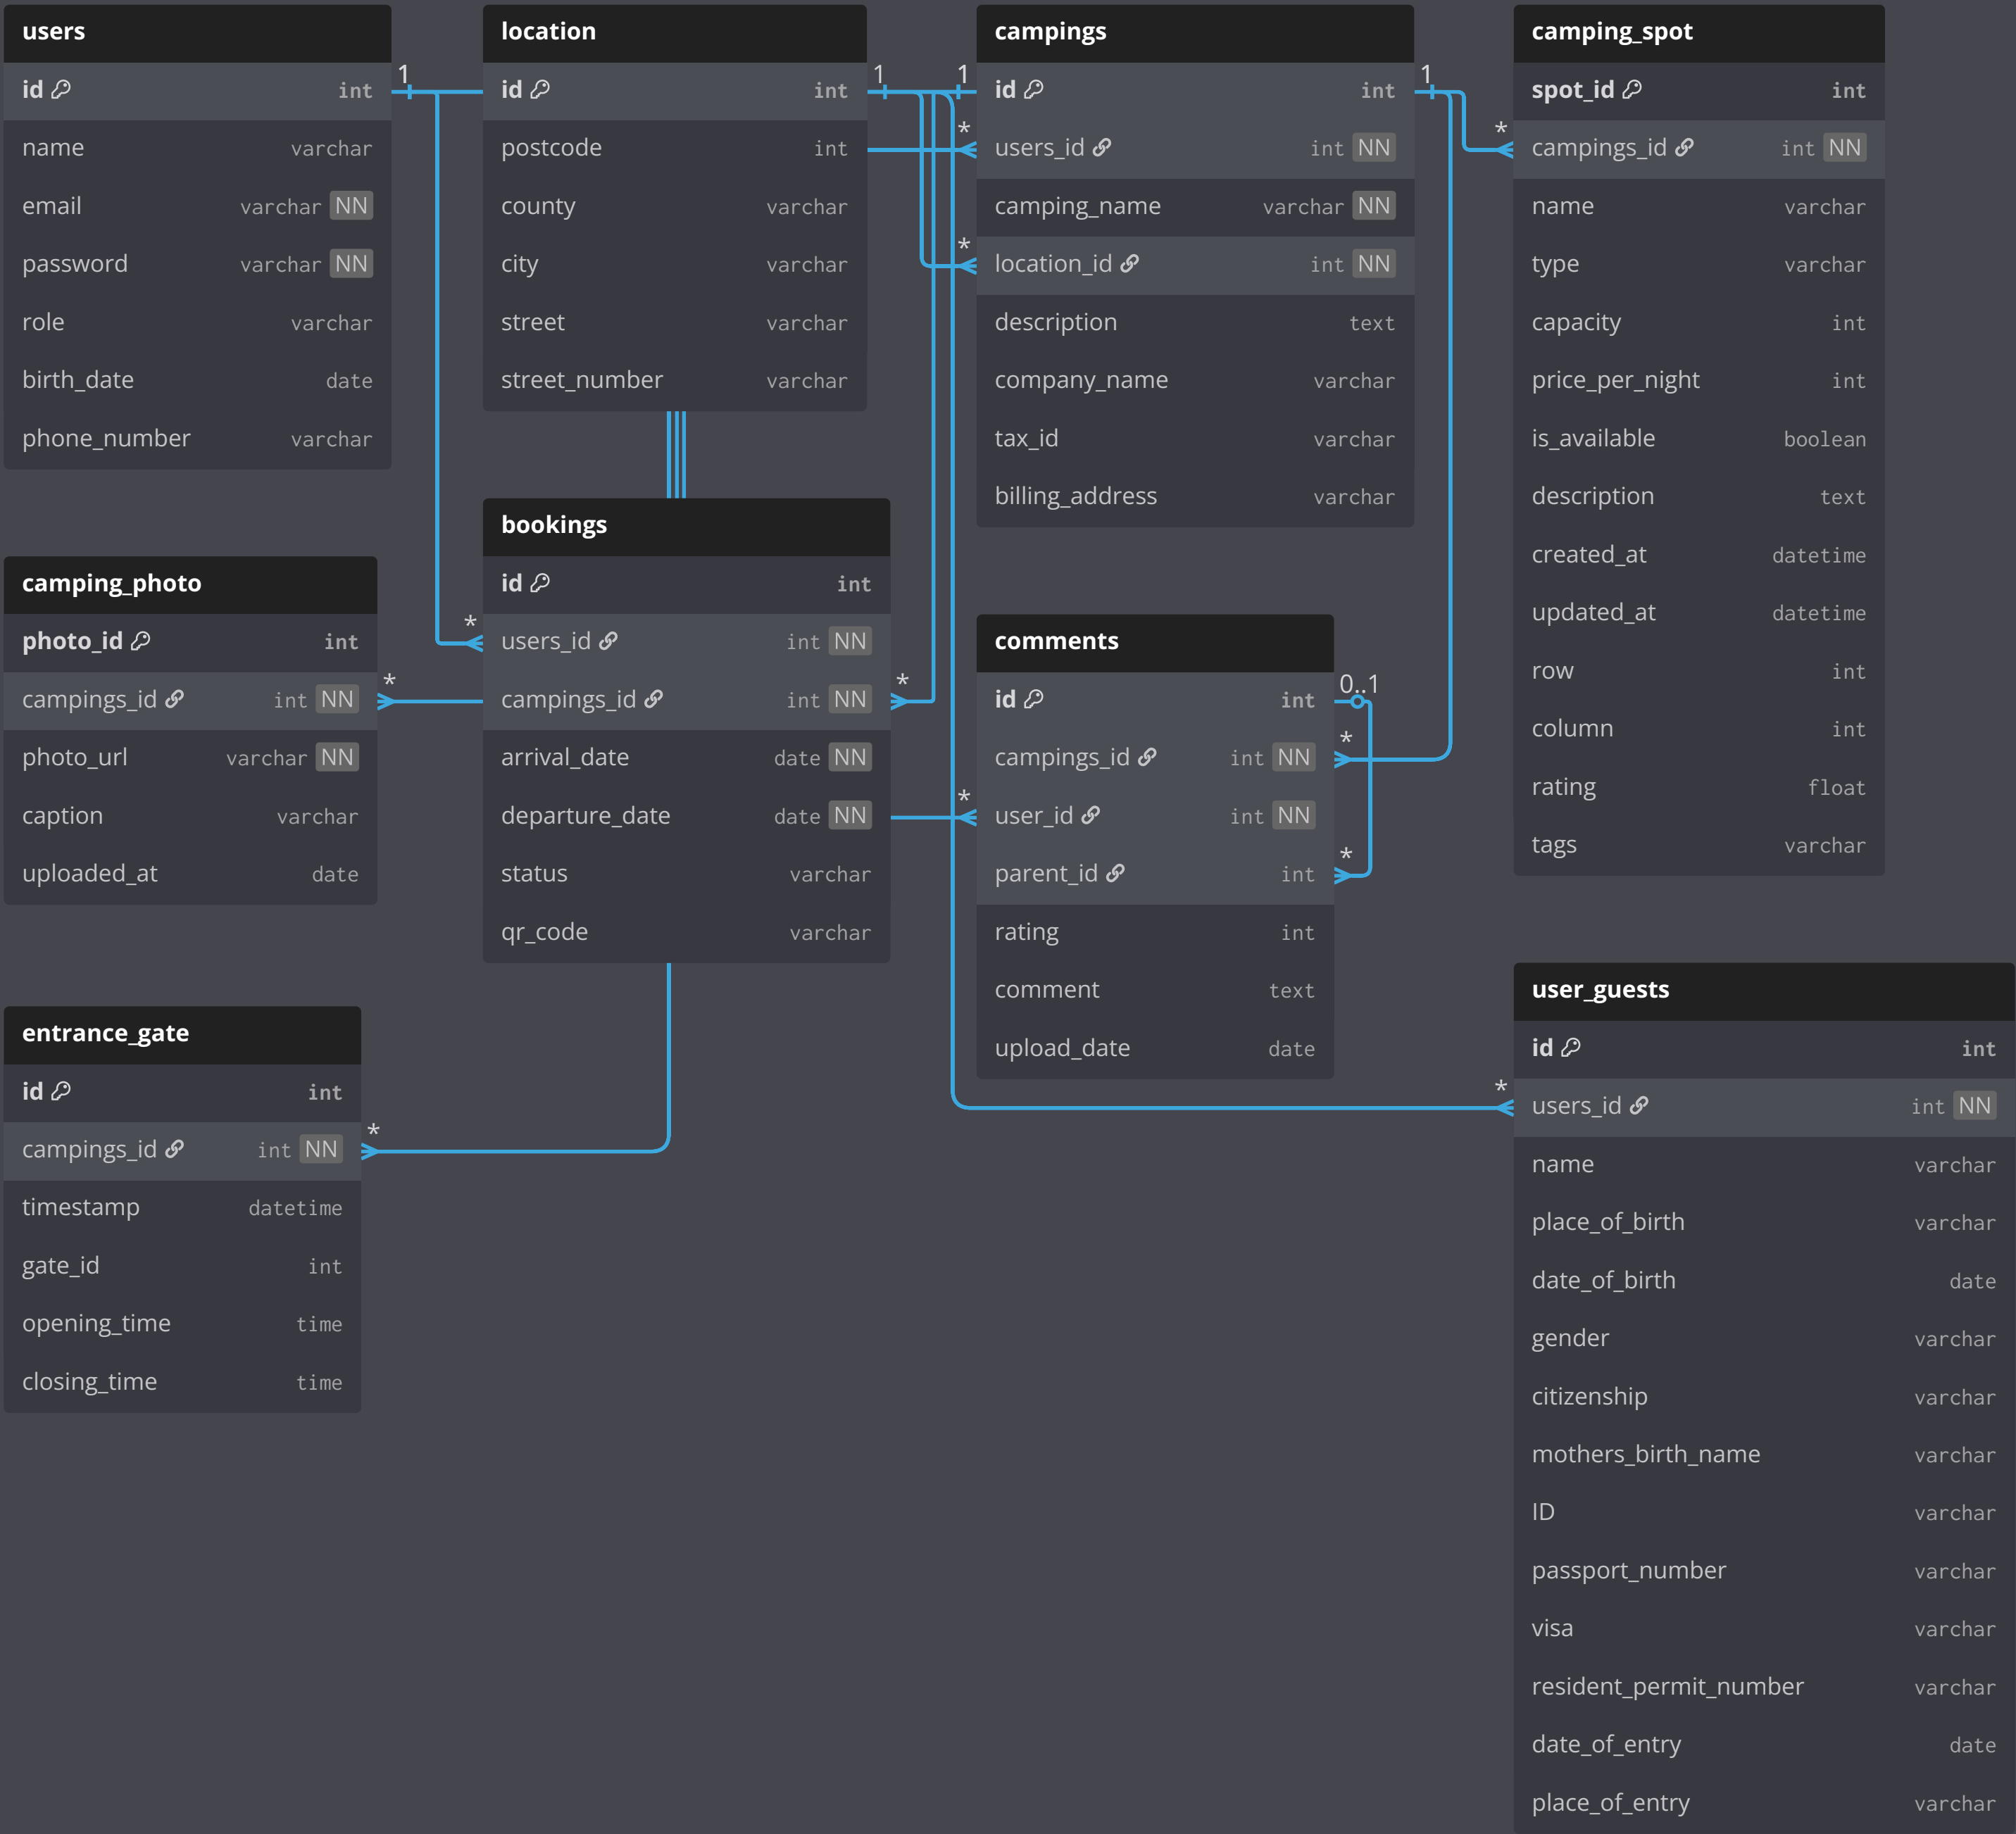 users
id int
name varchar
email varchar NN
password varchar NN
role varchar
birth_date date
phone_number varchar
1
location
id int
postcode int
county varchar
city varchar
street varchar
street_number varchar
1
1
*
*
campings
id int
users_id int NN
camping_name varchar NN
location_id int NN
description text
company_name varchar
tax_id varchar
billing_address varchar
1
*
camping_spot
spot_id int
campings_id int NN
name varchar
type varchar
capacity int
price_per_night int
is_available boolean
description text
created_at datetime
updated_at datetime
row int
column int
rating float
tags varchar
camping_photo
photo_id int
campings_id int NN
photo_url varchar NN
caption varchar
uploaded_at date
*
*
bookings
id int
users_id int NN
campings_id int NN
arrival_date date NN
departure_date date NN
status varchar
qr_code varchar
*
*
comments
id int
campings_id int NN
user_id int NN
parent_id int
rating int
comment text
upload_date date
0..1
*
*
entrance_gate
id int
campings_id int NN
timestamp datetime
gate_id int
opening_time time
closing_time time
*
*
user_guests
id int
users_id int NN
name varchar
place_of_birth varchar
date_of_birth date
gender varchar
citizenship varchar
mothers_birth_name varchar
ID varchar
passport_number varchar
visa varchar
resident_permit_number varchar
date_of_entry date
place_of_entry varchar